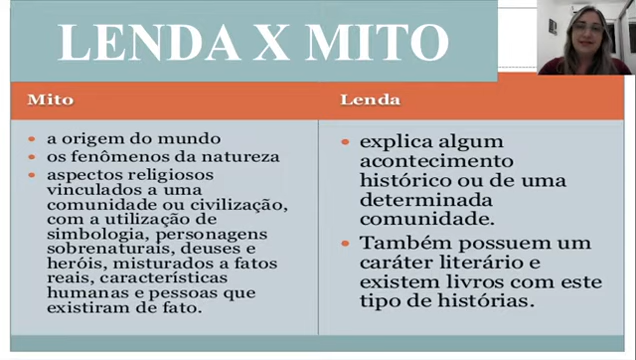 LENDA X MITO
Mito
Lenda
• a origem do mundo
• os fenômenos da natureza
• aspectos religiosos
vinculados a uma
comunidade ou civilização,
com a utilização de
simbologia, personagens
sobrenaturais, deuses e
heróis, misturados a fatos
reais, características
humanas e pessoas que
existiram de fato.
• explica algum
acontecimento
histórico ou de uma
determinada
comunidade.
• Também possuem um
caráter literário e
existem livros com este
tipo de histórias.